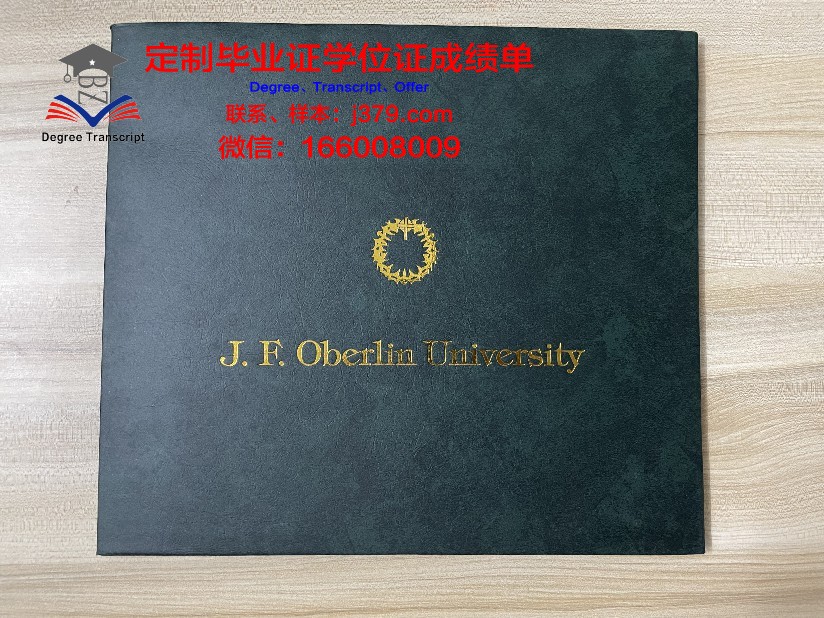 定制毕业证学位证成绩单
Degree、Transcript、Offer
联系、样本：j379.com
微信：166008009
BZ
Degree Transcript
J. F. Oberlin University